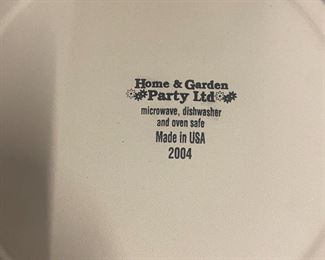 Home & Garden
Party Ltd
microwave, dishwasher
and oven safe
Made in USA
2004